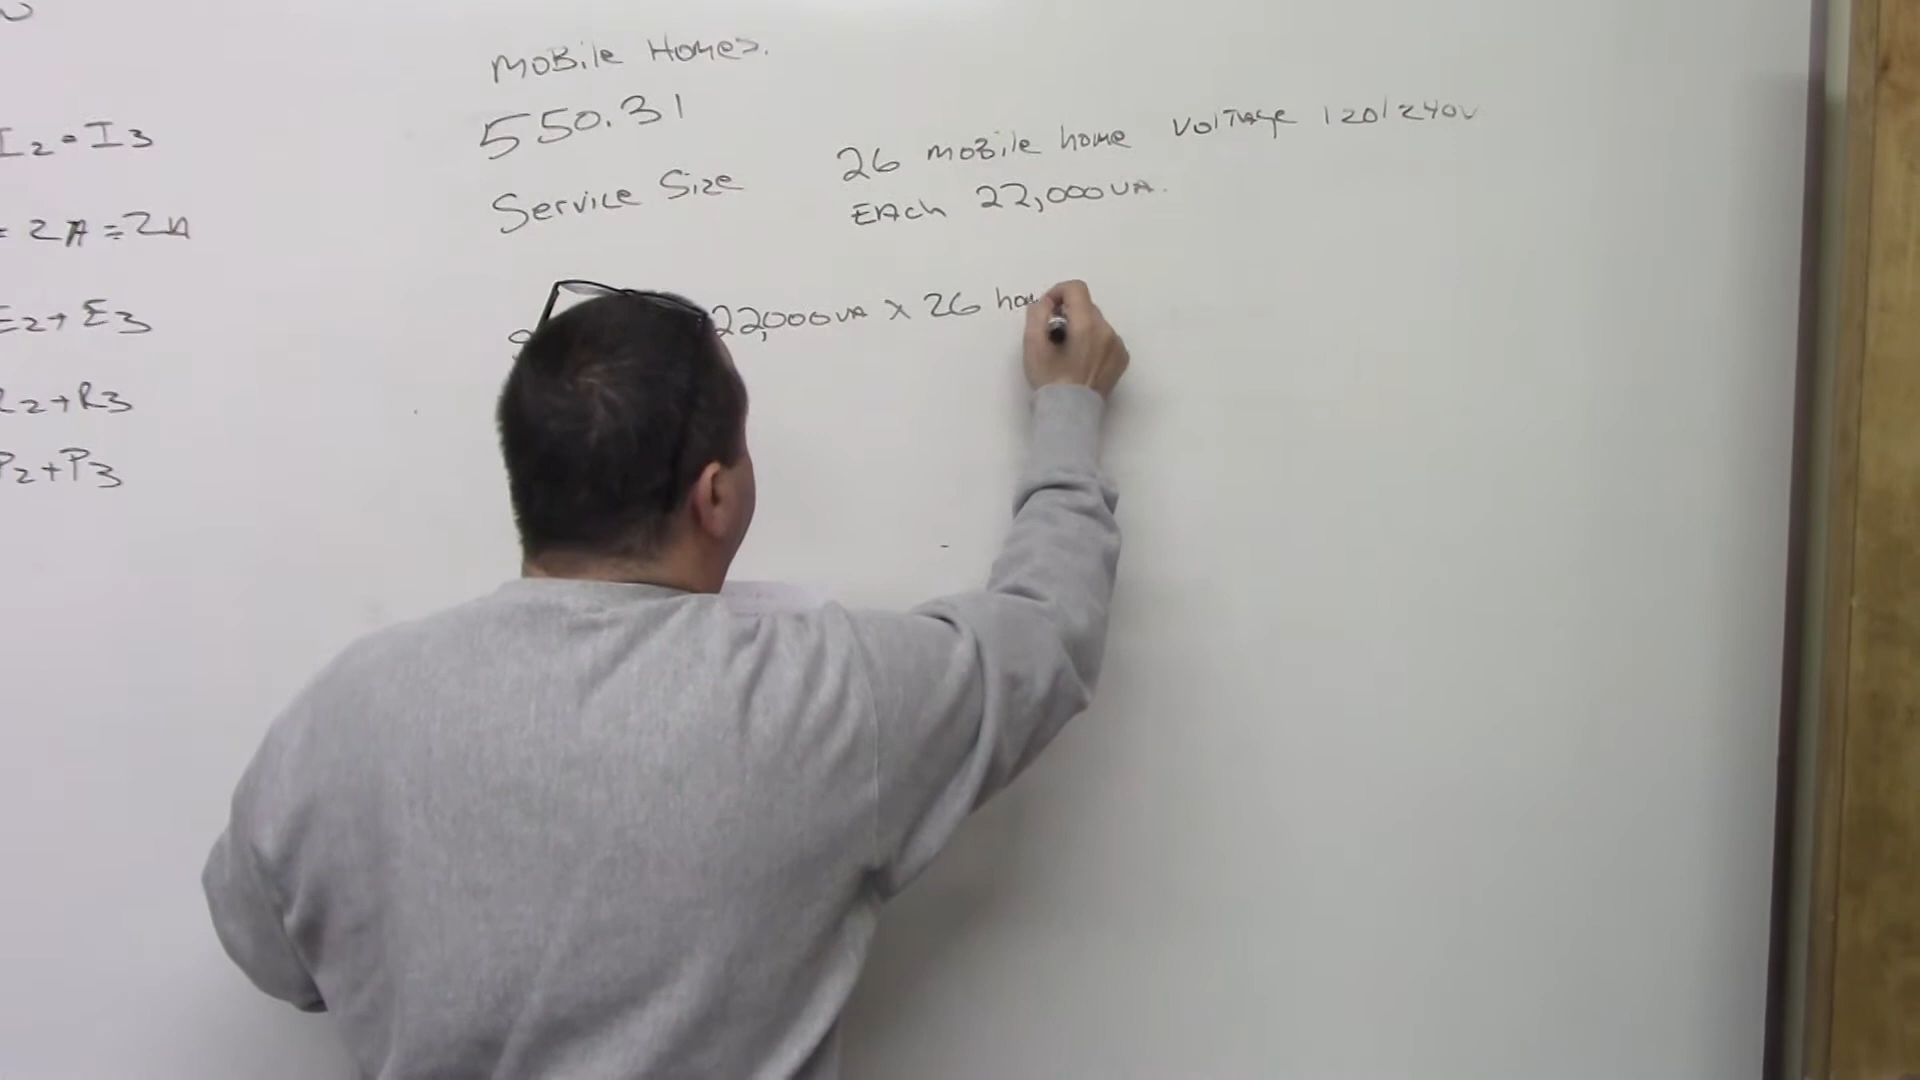 Mobile Homes.
550.31
Service Size
26 mobile home Voltage 120/240V
Each 22,000VA.
22,000VA x 26 hom
I2 = I3
= 2A = 2A
E2 + E3
R2 + R3
P2 + P3